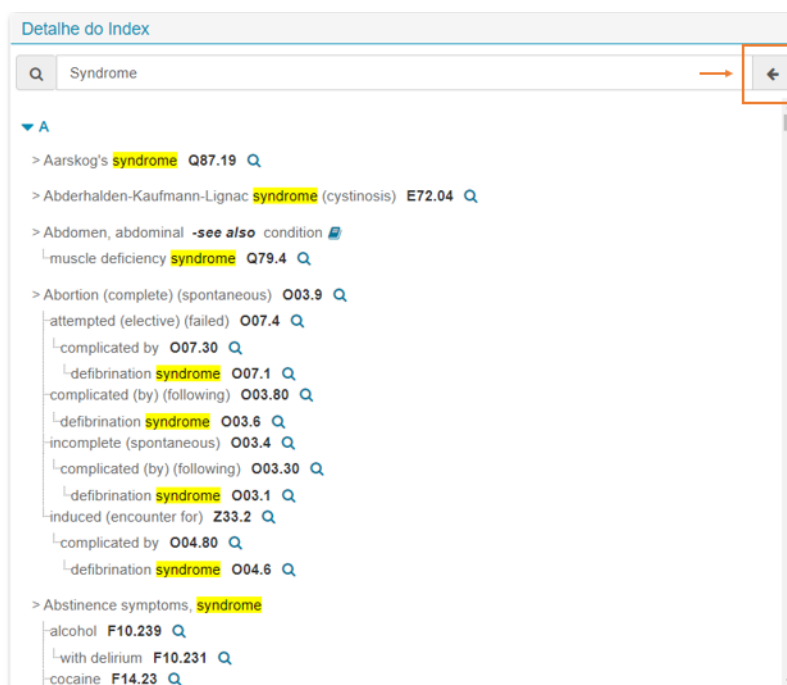 Detalhe do Index
Syndrome
A
> Aarskog's syndrome Q87.19
> Abderhalden-Kaufmann-Lignac syndrome (cystinosis) E72.04
> Abdomen, abdominal -see also condition
muscle deficiency syndrome Q79.4
> Abortion (complete) (spontaneous) O03.9
attempted (elective) (failed) O07.4
complicated by O07.30
defibrination syndrome O07.1
complicated (by) (following) O03.80
defibrination syndrome O03.6
incomplete (spontaneous) O03.4
complicated (by) (following) O03.30
defibrination syndrome O03.1
induced (encounter for) Z33.2
complicated by O04.80
defibrination syndrome O04.6
> Abstinence symptoms, syndrome
alcohol F10.239
with delirium F10.231
cocaine F14.23